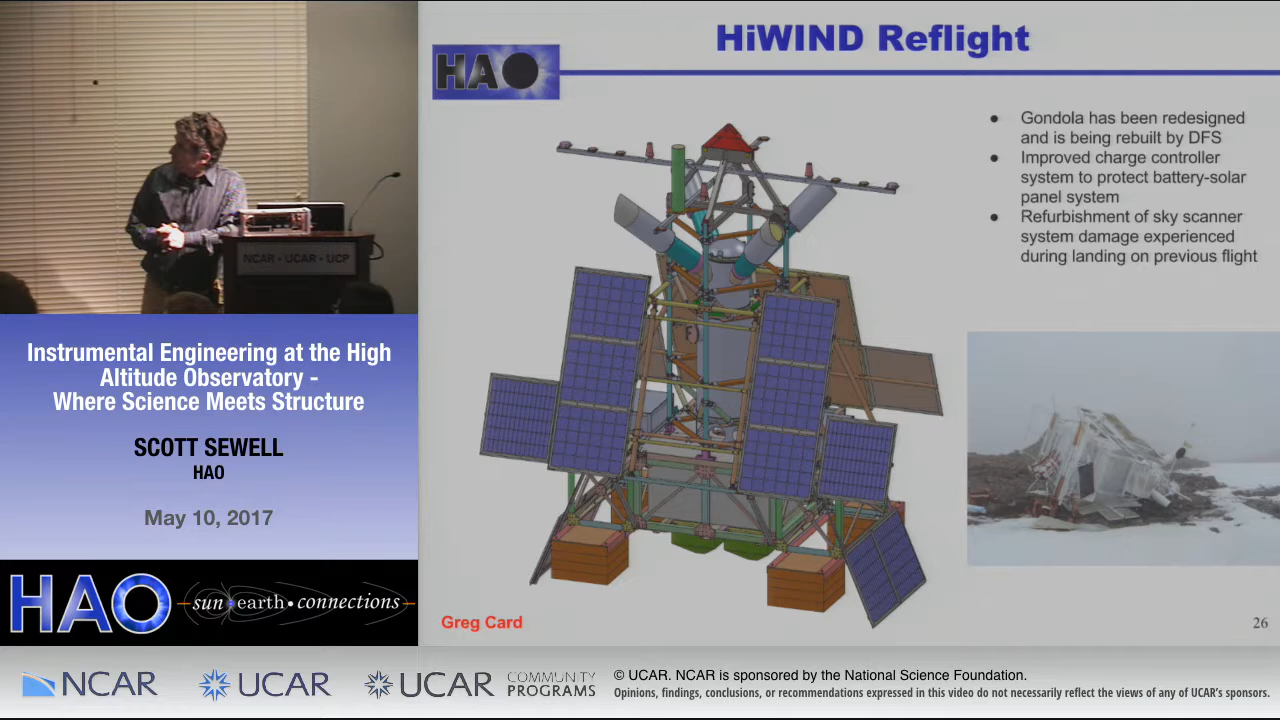 HiWIND Reflight
HAO
Gondola has been redesigned
and is being rebuilt by DFS
Improved charge controller
system to protect battery-solar
panel system
Refurbishment of sky scanner
system damage experienced
during landing on previous flight
NCAR • UCAR • UCP
Instrumental Engineering at the High
Altitude Observatory -
Where Science Meets Structure
SCOTT SEWELL
HAO
May 10, 2017
HAO
sun earth • connections
Greg Card
26
NCAR
UCAR
UCAR
COMMUNITY
PROGRAMS
© UCAR. NCAR is sponsored by the National Science Foundation.
Opinions, findings, conclusions, or recommendations expressed in this video do not necessarily reflect the views of any of UCAR's sponsors.